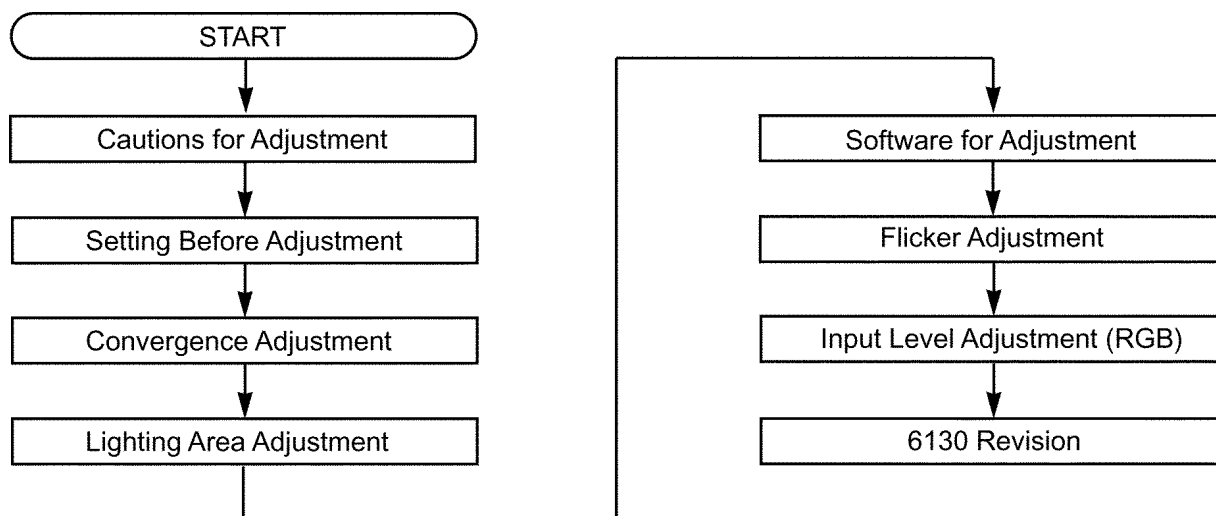 START
Cautions for Adjustment
Setting Before Adjustment
Convergence Adjustment
Lighting Area Adjustment
Software for Adjustment
Flicker Adjustment
Input Level Adjustment (RGB)
6130 Revision